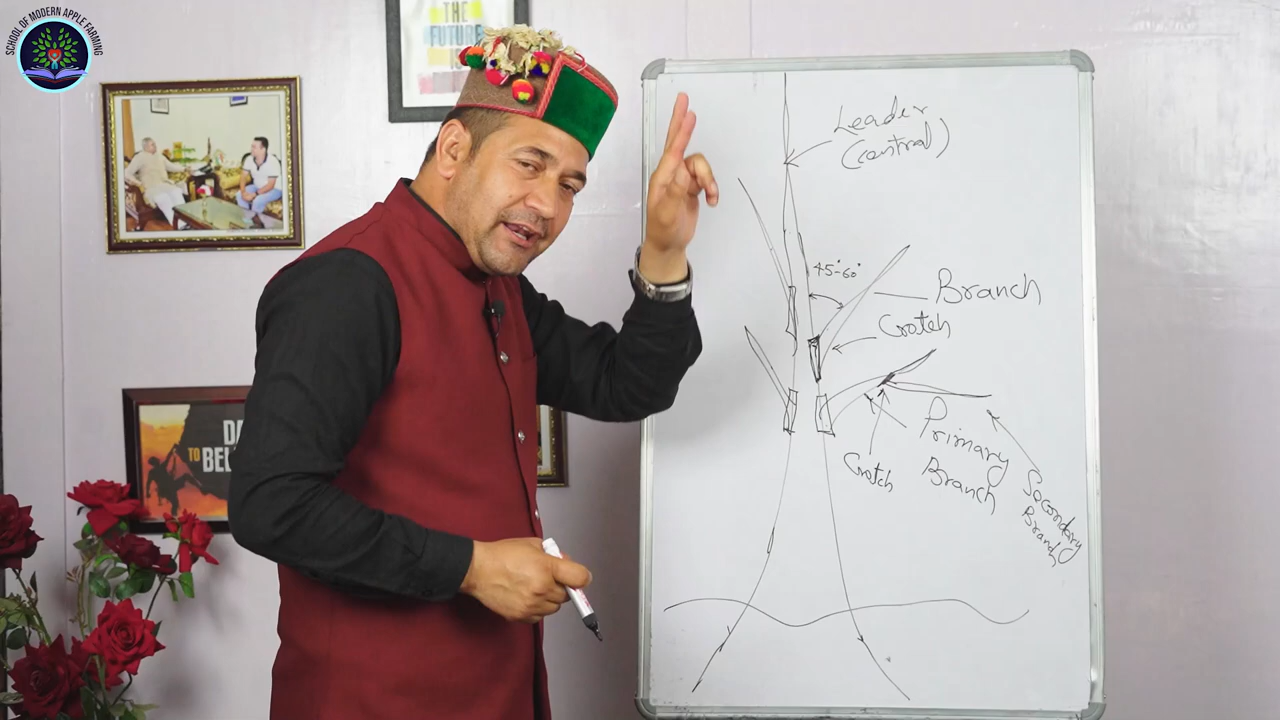 SCHOOL OF MODERN APPLE FARMING
THE
FUTURE
Leader
(central)
45°-60°
Branch
Crotch
Primary
Branch
Crotch
Secondary
Branch
TO